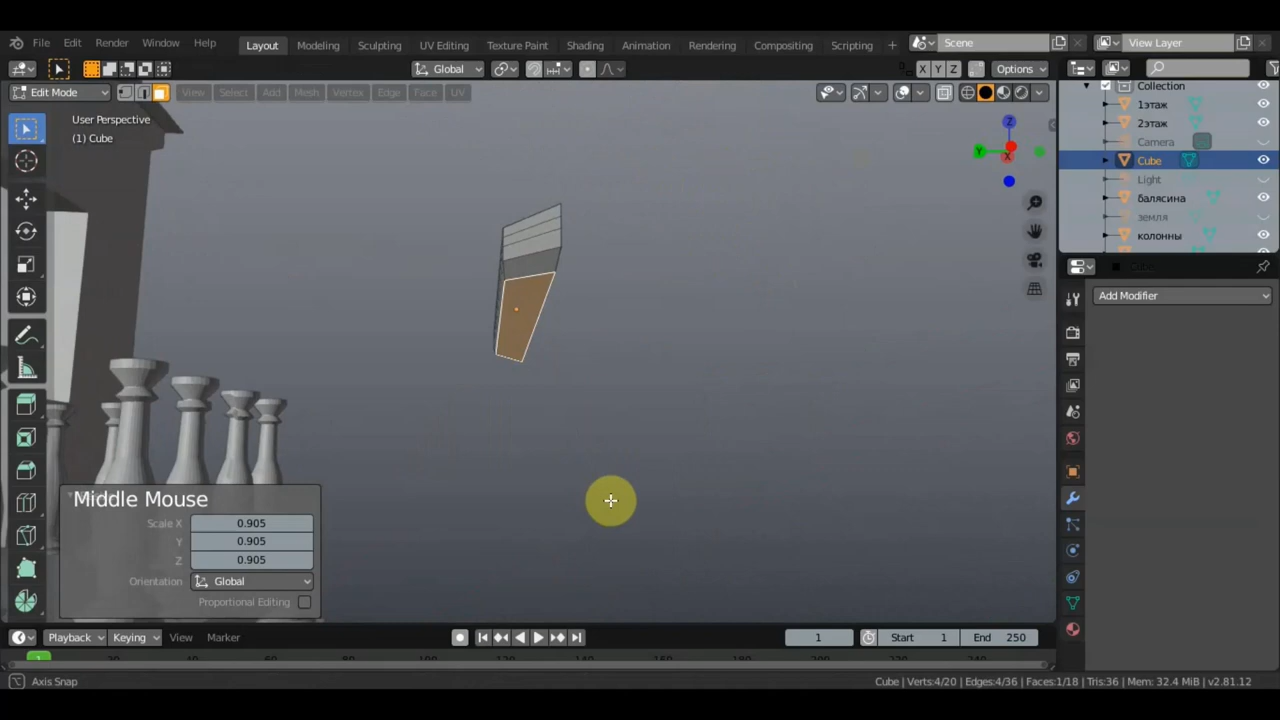 File Edit Render Window Help Layout Modeling Sculpting UV Editing Texture Paint Shading Animation Rendering Compositing Scripting + Scene View Layer
Global X Y Z Options
Edit Mode View Select Add Mesh Vertex Edge Face UV
Collection
User Perspective
(1) Cube
1этаж
2этаж
Camera
Cube
Light
балясина
земля
колонны
Z
Y
X
Cube
Add Modifier
Middle Mouse
Scale X 0.905
Y 0.905
Z 0.905
Orientation Global
Proportional Editing
Playback Keying View Marker 1 Start 1 End 250
1
Axis Snap Cube | Verts:4/20 | Edges:4/36 | Faces:1/18 | Tris:36 | Mem: 32.4 MiB | v2.81.12